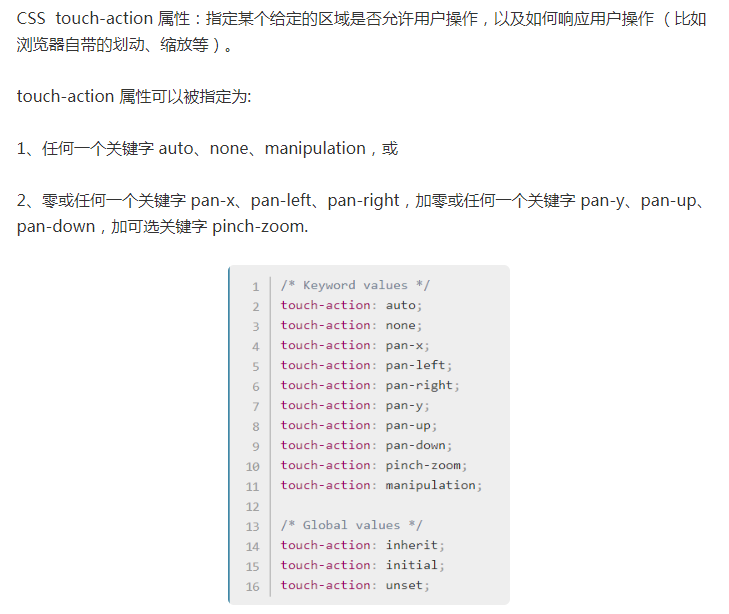 CSS  touch-action 属性：指定某个给定的区域是否允许用户操作，以及如何响应用户操作（比如
浏览器自带的划动、缩放等）。
touch-action 属性可以被指定为:
1、任何一个关键字 auto、none、manipulation，或
2、零或任何一个关键字 pan-x、pan-left、pan-right，加零或任何一个关键字 pan-y、pan-up、
pan-down，加可选关键字 pinch-zoom.
1 /* Keyword values */
2 touch-action: auto;
3 touch-action: none;
4 touch-action: pan-x;
5 touch-action: pan-left;
6 touch-action: pan-right;
7 touch-action: pan-y;
8 touch-action: pan-up;
9 touch-action: pan-down;
10 touch-action: pinch-zoom;
11 touch-action: manipulation;
12
13 /* Global values */
14 touch-action: inherit;
15 touch-action: initial;
16 touch-action: unset;